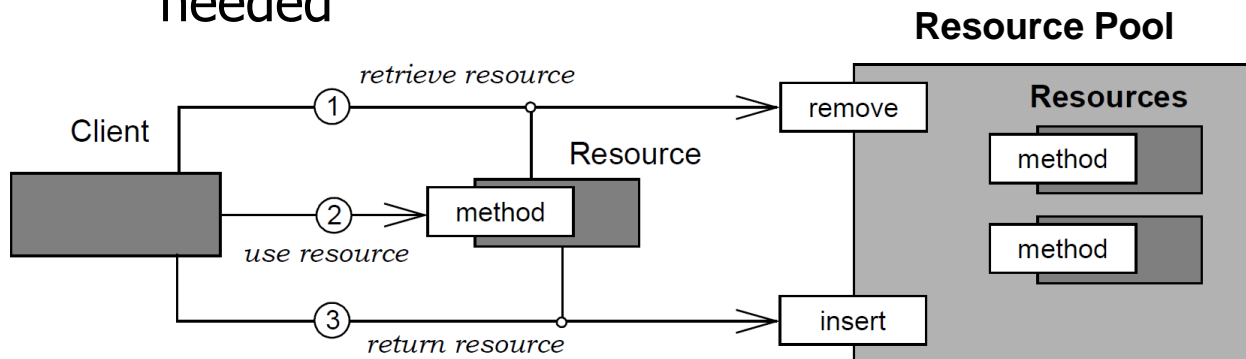 needed
Resource Pool
retrieve resource
1
remove
Resources
Client
Resource
method
method
2
use resource
method
3
insert
return resource